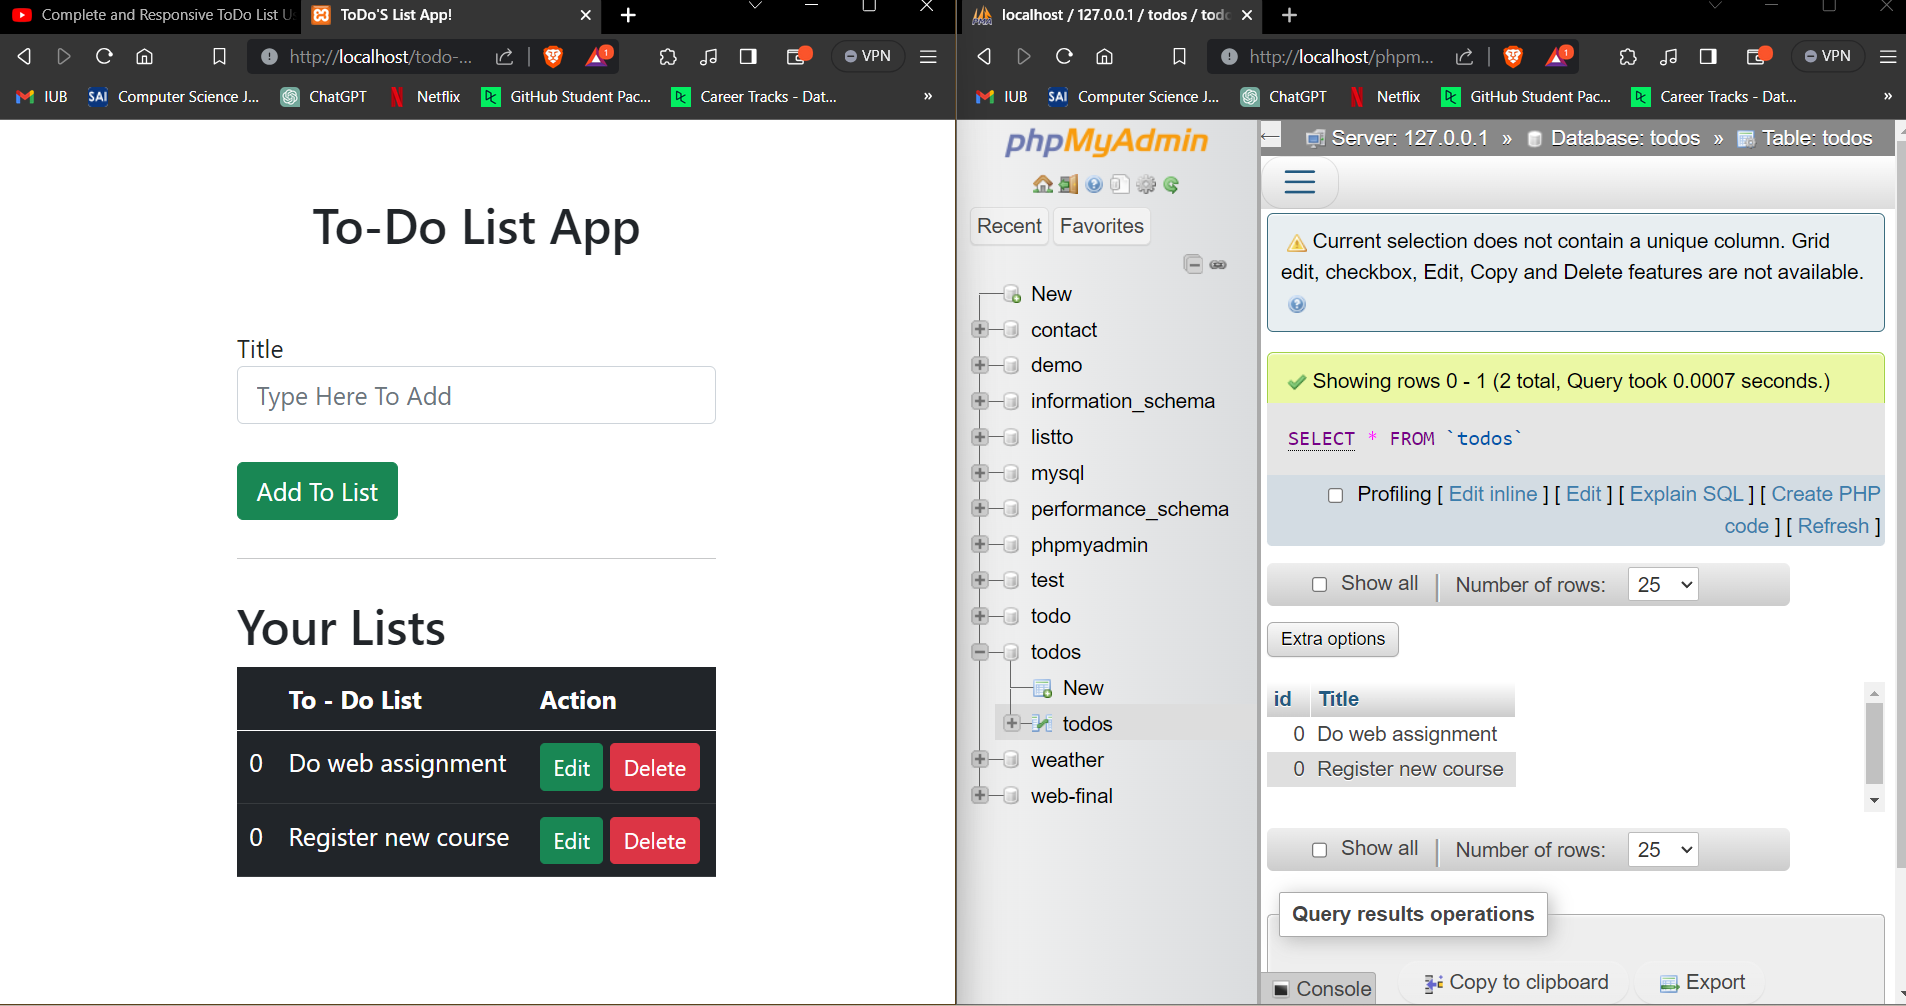 Complete and Responsive ToDo List U
ToDo'S List App!
http://localhost/todo-...
1
VPN
IUB
SAI
Computer Science J...
ChatGPT
Netflix
GitHub Student Pac...
Career Tracks - Dat...
»
To-Do List App
Title
Type Here To Add
Add To List
Your Lists
To - Do List Action
0 Do web assignment Edit Delete
0 Register new course Edit Delete
localhost / 127.0.0.1 / todos / todo
http://localhost/phpm...
1
VPN
IUB
SAI
Computer Science J...
ChatGPT
Netflix
GitHub Student Pac...
Career Tracks - Dat...
»
phpMyAdmin
Recent Favorites
New
contact
demo
information_schema
listto
mysql
performance_schema
phpmyadmin
test
todo
todos
New
todos
weather
web-final
Server: 127.0.0.1 » Database: todos » Table: todos
Current selection does not contain a unique column. Grid
edit, checkbox, Edit, Copy and Delete features are not available.
Showing rows 0 - 1 (2 total, Query took 0.0007 seconds.)
SELECT * FROM `todos`
Profiling [ Edit inline ] [ Edit ] [ Explain SQL ] [ Create PHP
code ] [ Refresh ]
Show all Number of rows: 25
Extra options
id Title
0 Do web assignment
0 Register new course
Show all Number of rows: 25
Query results operations
Copy to clipboard Export
Console